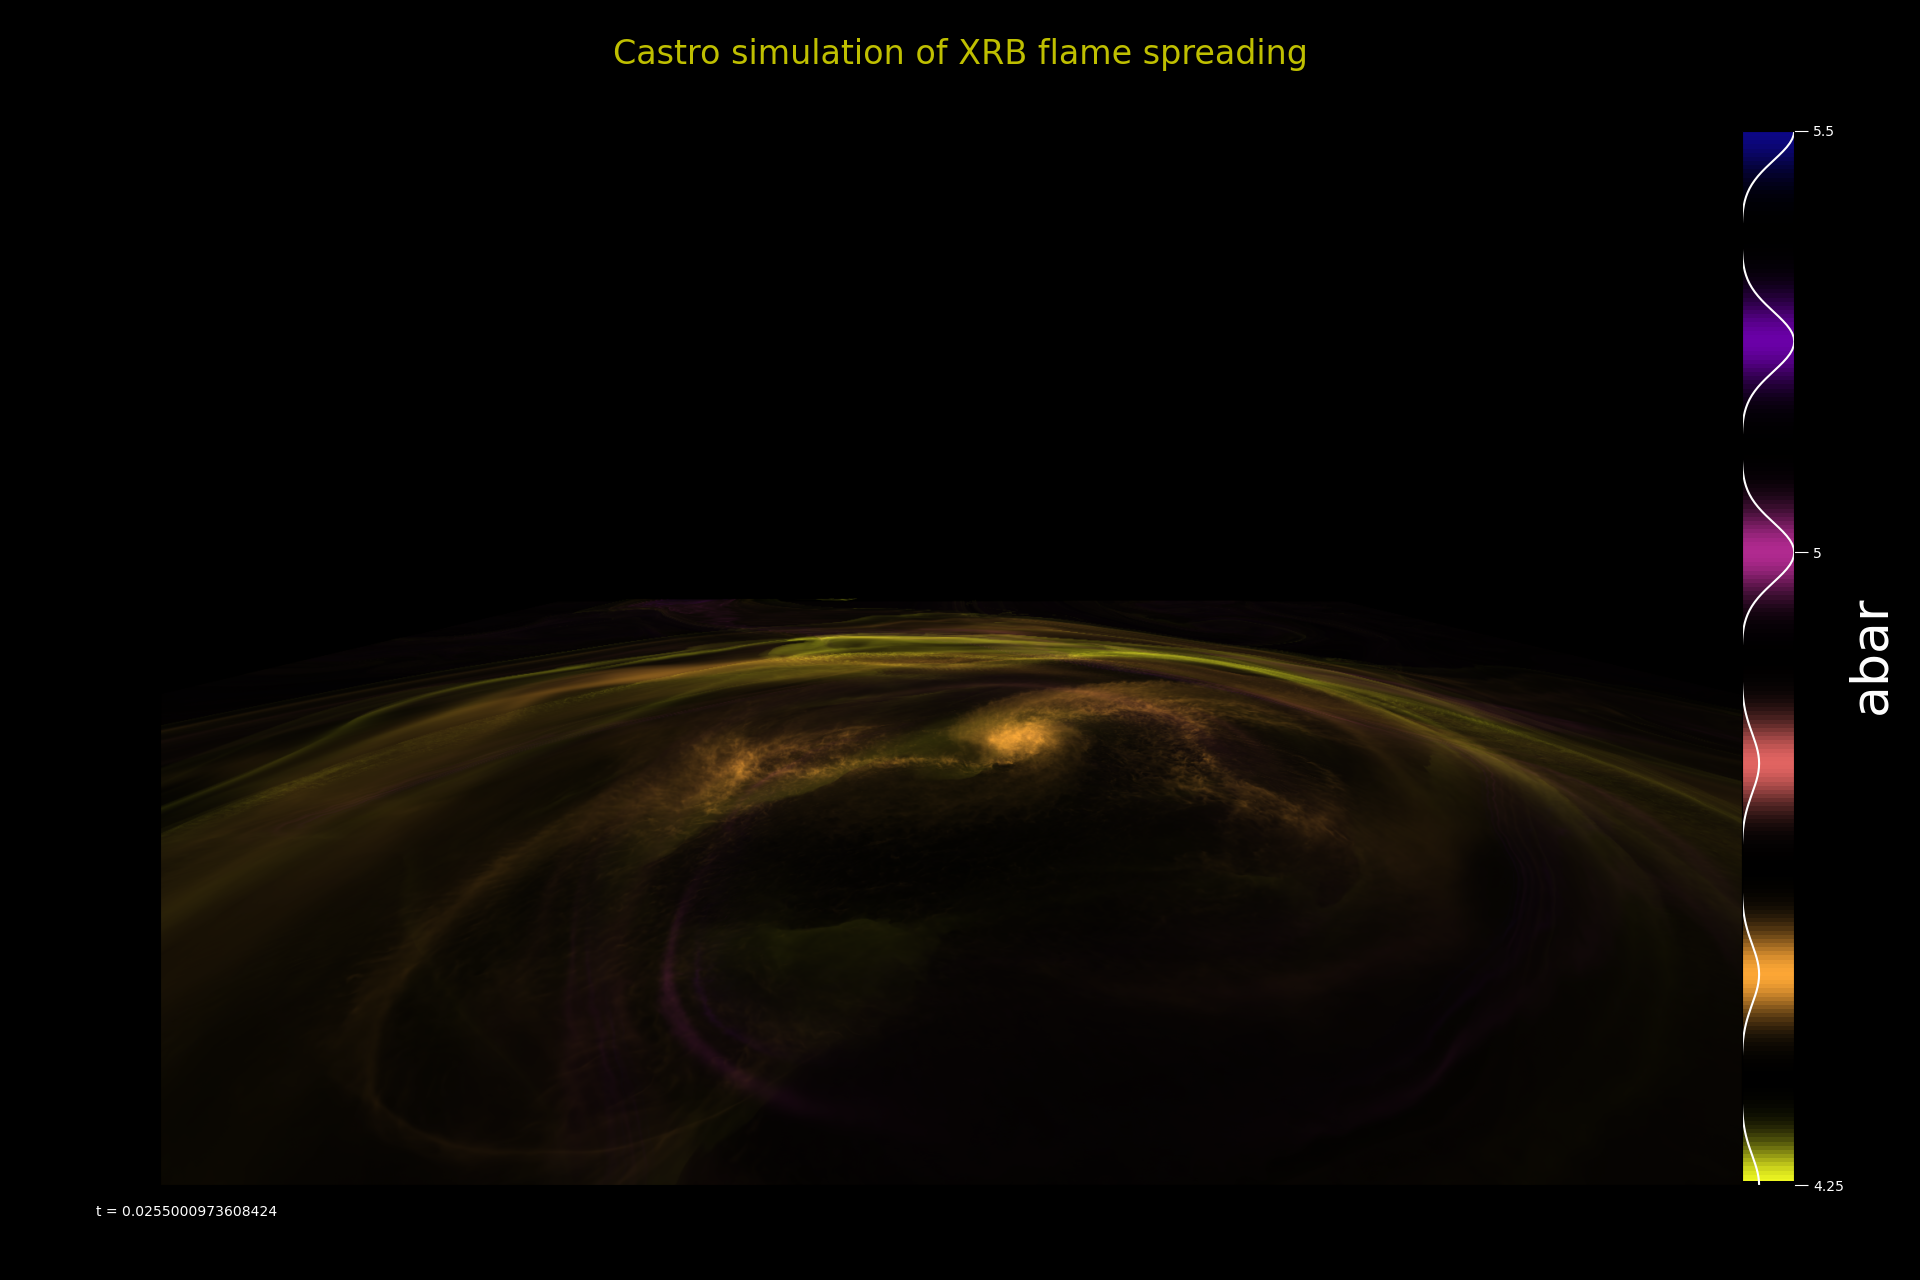 Castro simulation of XRB flame spreading
5.5
5
abar
4.25
t = 0.0255000973608424